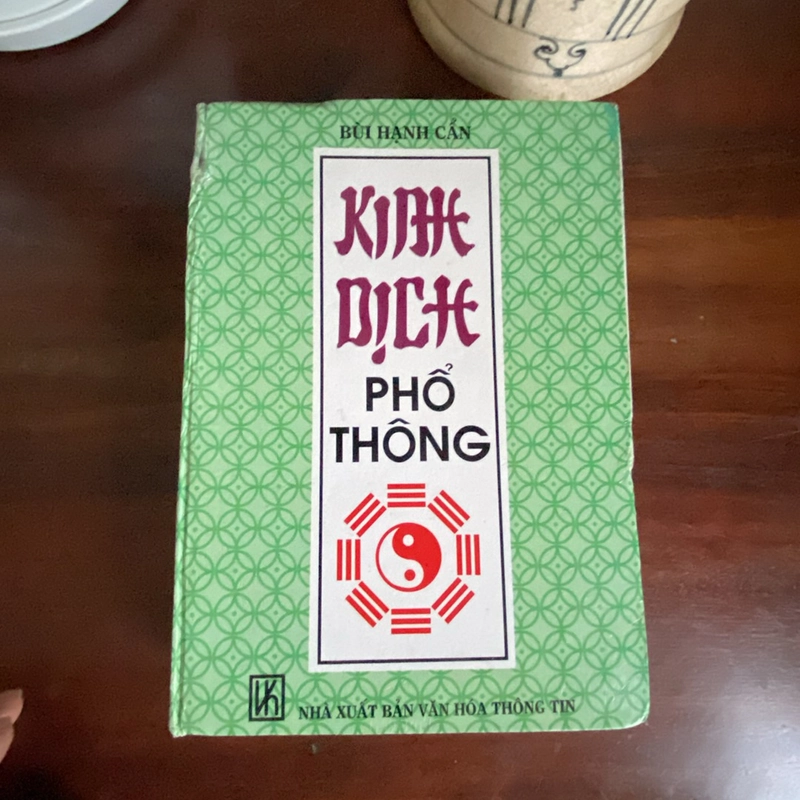 BÙI HẠNH CẨN
KINH
DỊCH
PHỔ
THÔNG
NHÀ XUẤT BẢN VĂN HÓA THÔNG TIN